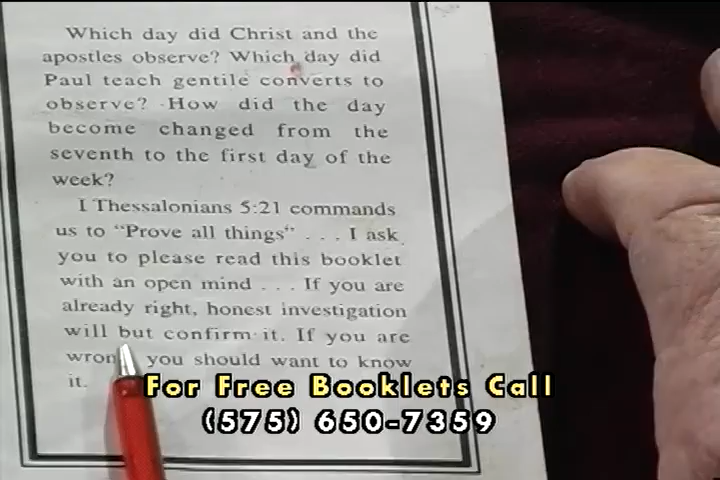 Which day did Christ and the
apostles observe? Which day did
Paul teach gentile converts to
observe? How did the day
become changed from the
seventh to the first day of the
week?
I Thessalonians 5:21 commands
us to "Prove all things" . . . I ask
you to please read this booklet
with an open mind . . . If you are
already right, honest investigation
will but confirm it. If you are
you should want to know
it.
For Free Booklets Call
(575) 650-7359